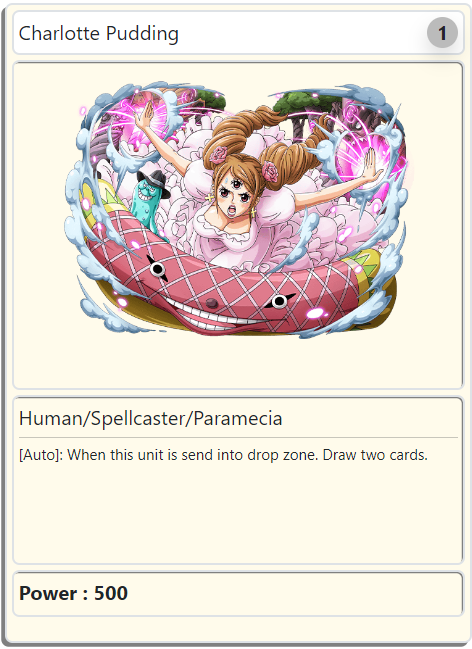 Charlotte Pudding
1
Human/Spellcaster/Paramecia
[Auto]: When this unit is send into drop zone. Draw two cards.
Power : 500